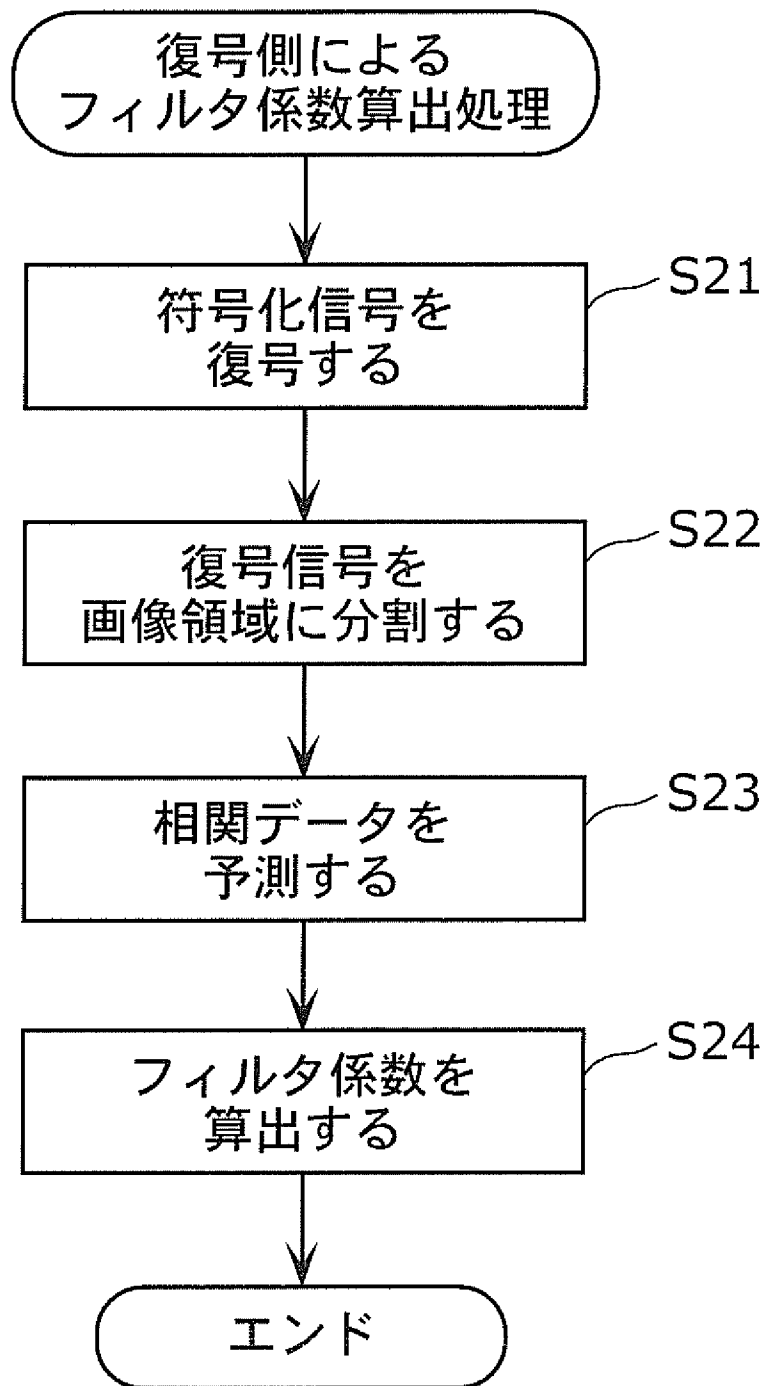 復号側による
フィルタ係数算出処理
符号化信号を
復号する
S21
復号信号を
画像領域に分割する
S22
相関データを
予測する
S23
フィルタ係数を
算出する
S24
エンド